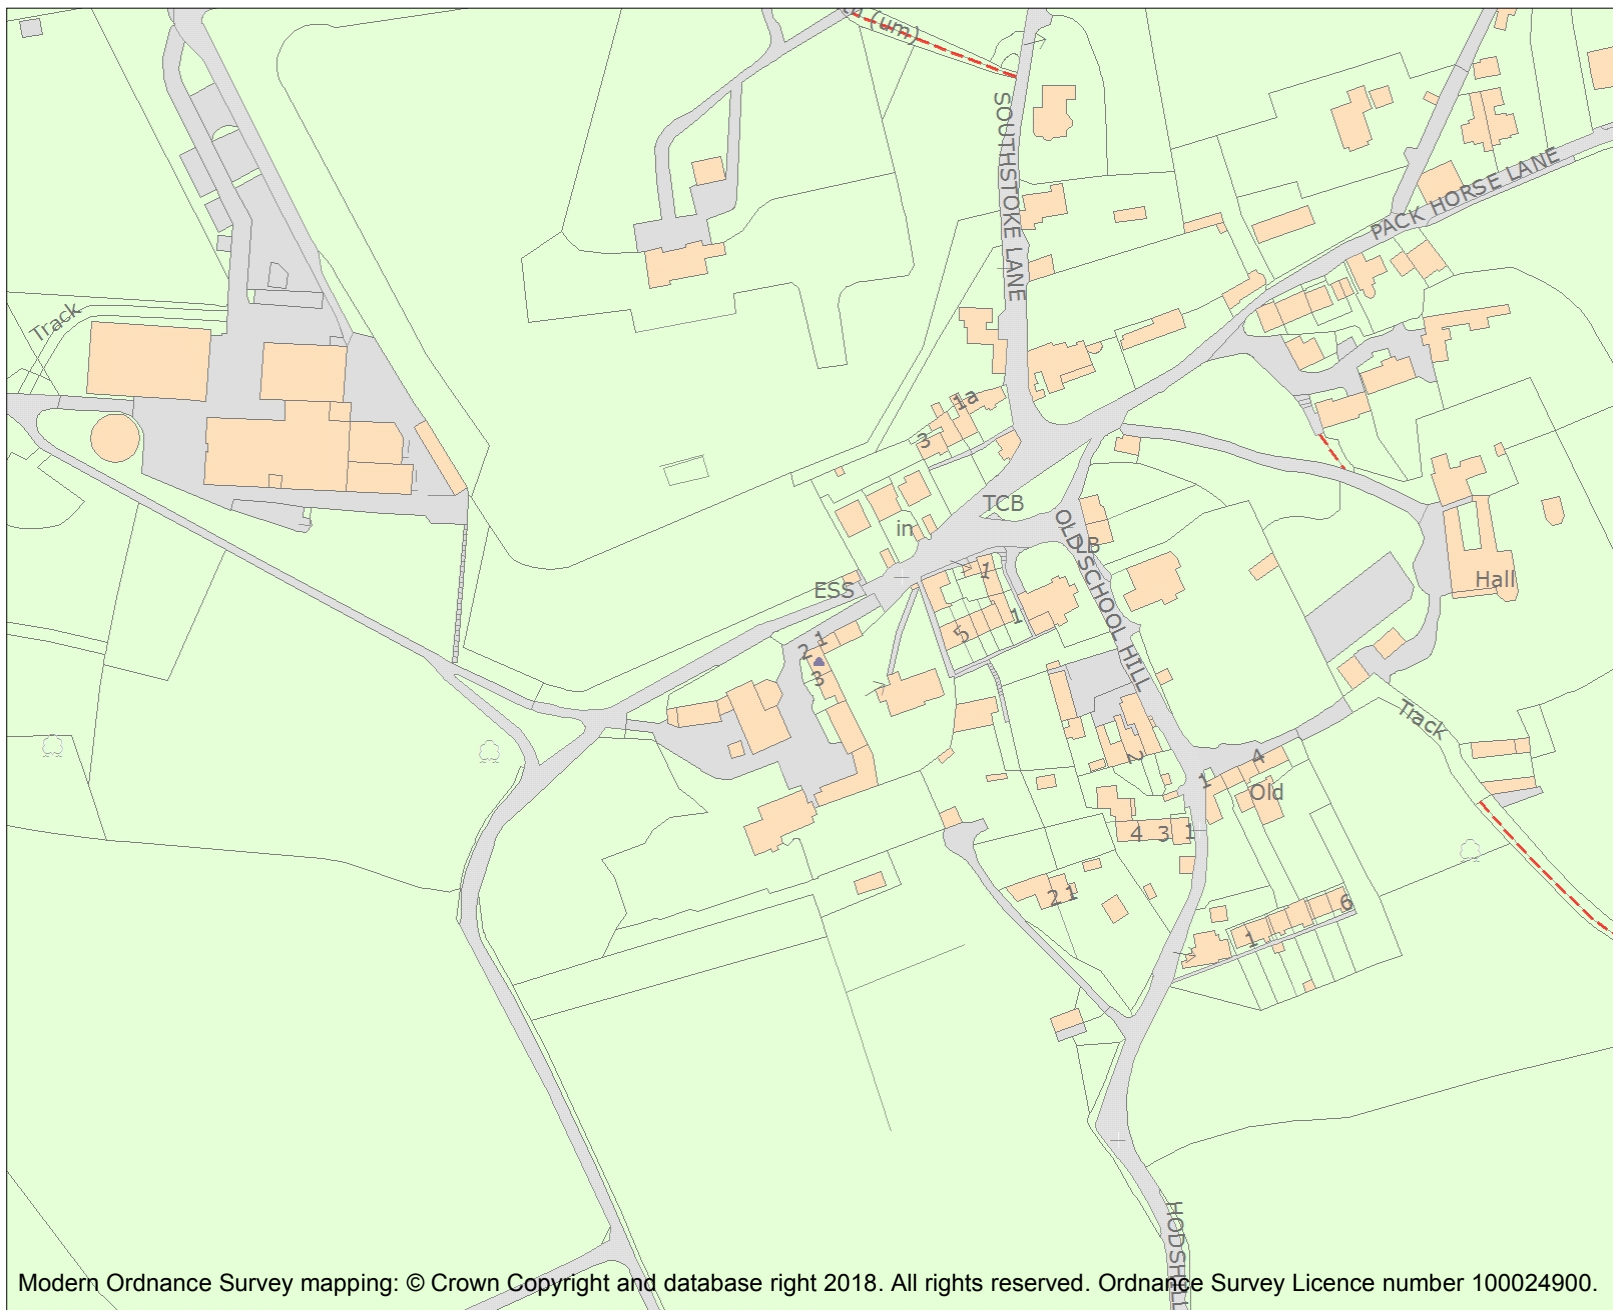 (um)
SOUTHSTOKE LANE
PACK HORSE LANE
Track
1a
3
TCB
in
OLD SCHOOL HILL
LB
1
ESS
Hall
1
5
2 1
3
Track
2
4
1
Old
4 3 1
2 1
6
1
HODSHILL
Modern Ordnance Survey mapping: © Crown Copyright and database right 2018. All rights reserved. Ordnance Survey Licence number 100024900.